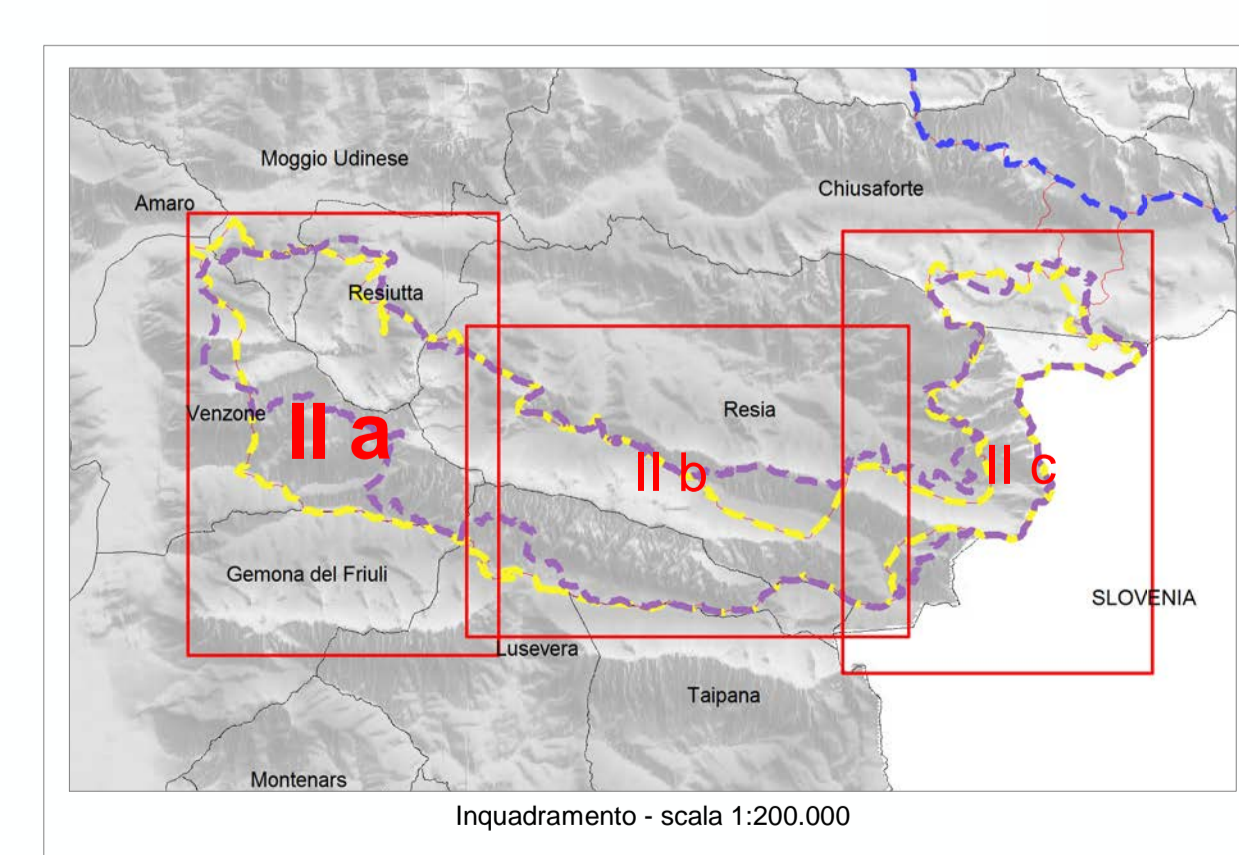 Moggio Udinese
Chiusaforte
Amaro
Resiutta
Venzone
II a
Resia
II b
II c
Gemona del Friuli
SLOVENIA
Lusevera
Taipana
Montenars
Inquadramento - scala 1:200.000